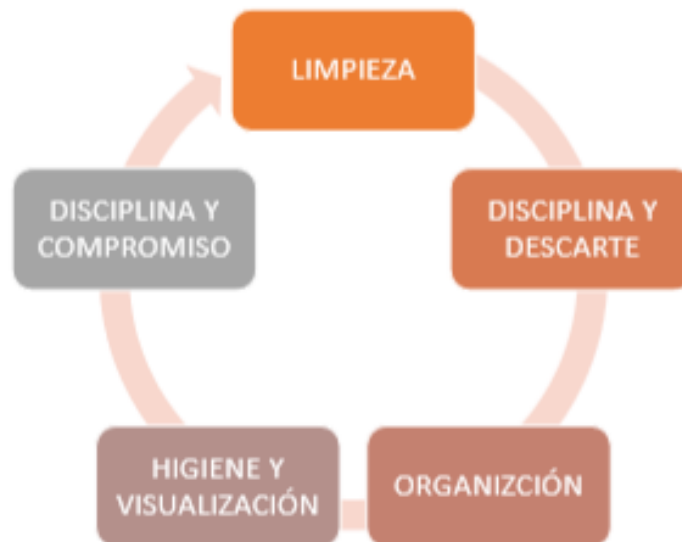 LIMPIEZA
DISCIPLINA Y
DESCARTE
ORGANIZCIÓN
HIGIENE Y
VISUALIZACIÓN
DISCIPLINA Y
COMPROMISO